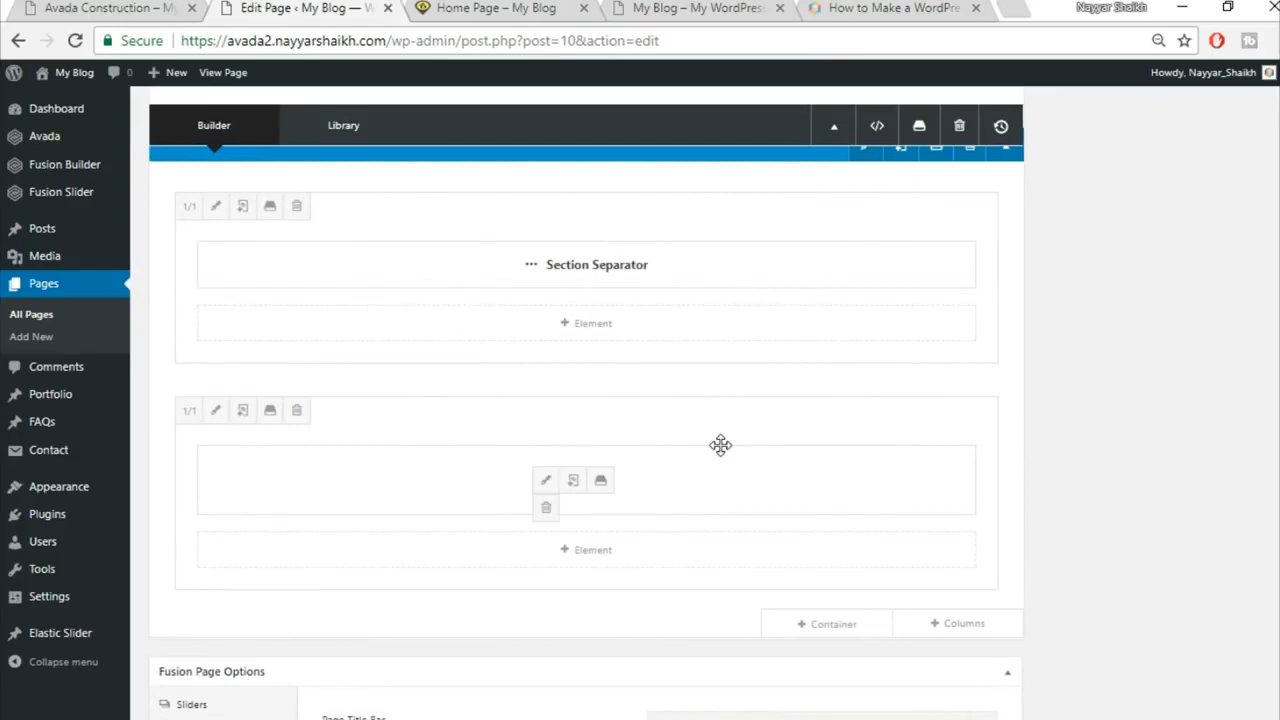 Avada Construction – My
Edit Page ‹ My Blog — W
Home Page – My Blog
My Blog – My WordPress
How to Make a WordPre
Nayyar Shaikh
Secure
https://avada2.nayyarshaikh.com/wp-admin/post.php?post=10&action=edit
My Blog
0
New
View Page
Howdy, Nayyar_Shaikh
Dashboard
Avada
Fusion Builder
Fusion Slider
Posts
Media
Pages
All Pages
Add New
Comments
Portfolio
FAQs
Contact
Appearance
Plugins
Users
Tools
Settings
Elastic Slider
Collapse menu
Builder
Library
1/1
Section Separator
Element
1/1
Element
Container
Columns
Fusion Page Options
Sliders
Page Title Bar